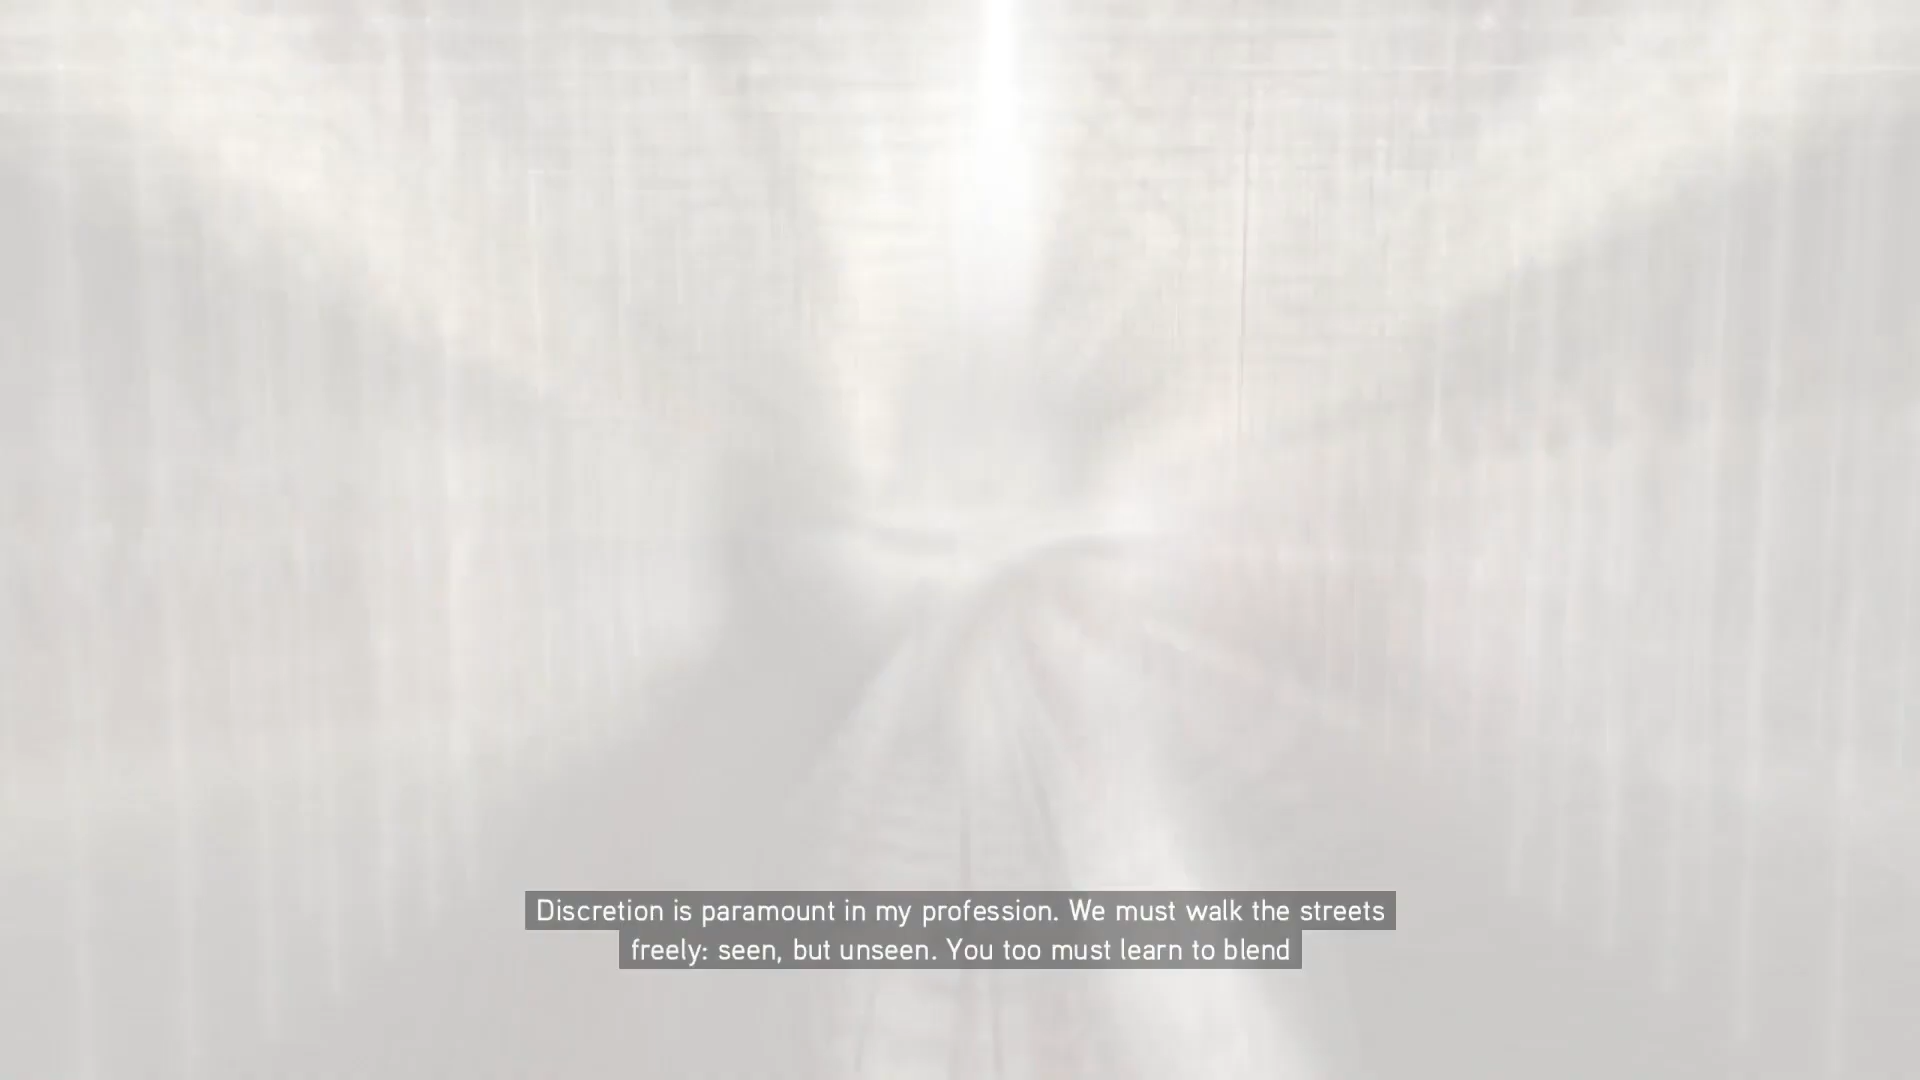 Discretion is paramount in my profession. We must walk the streets
freely: seen, but unseen. You too must learn to blend